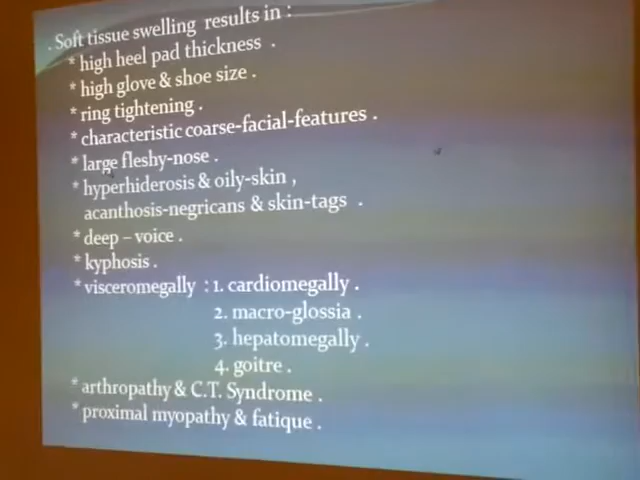 . Soft tissue swelling results in :
* high heel pad thickness .
* high glove & shoe size .
* ring tightening .
* characteristic coarse-facial-features .
* large fleshy-nose .
* hyperhiderosis & oily-skin ,
acanthosis-negricans & skin-tags .
* deep – voice .
* kyphosis .
* visceromegally : 1. cardiomegally .
2. macro-glossia .
3. hepatomegally .
4. goitre .
* arthropathy & C.T. Syndrome .
* proximal myopathy & fatique .